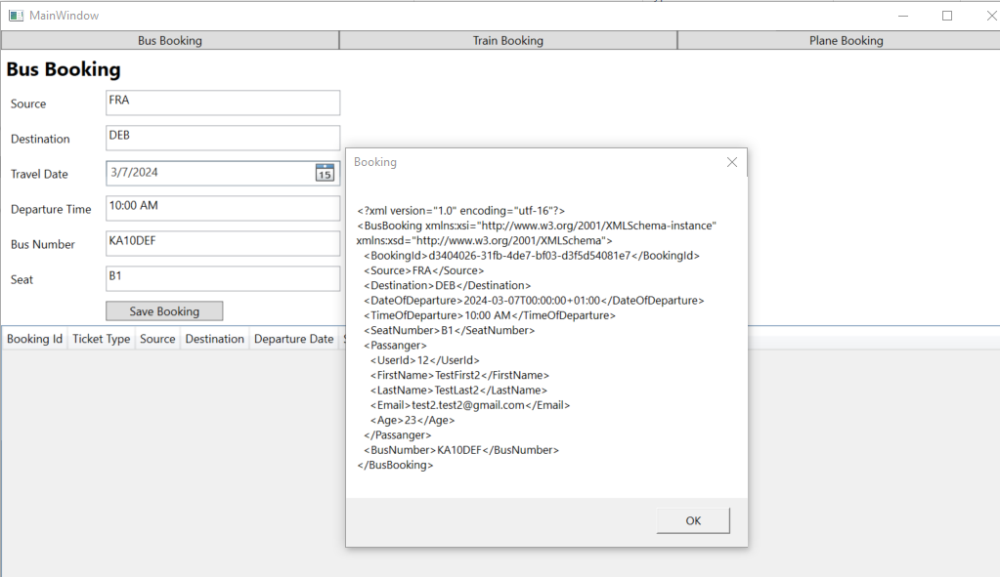 MainWindow
Bus Booking
Train Booking
Plane Booking
Bus Booking
Source
FRA
Destination
DEB
Travel Date
3/7/2024
15
Departure Time
10:00 AM
Bus Number
KA10DEF
Seat
B1
Save Booking
Booking Id
Ticket Type
Source
Destination
Departure Date
Booking
<?xml version="1.0" encoding="utf-16"?>
<BusBooking xmlns:xsi="http://www.w3.org/2001/XMLSchema-instance"
xmlns:xsd="http://www.w3.org/2001/XMLSchema">
<BookingId>d3404026-31fb-4de7-bf03-d3f5d54081e7</BookingId>
<Source>FRA</Source>
<Destination>DEB</Destination>
<DateOfDeparture>2024-03-07T00:00:00+01:00</DateOfDeparture>
<TimeOfDeparture>10:00 AM</TimeOfDeparture>
<SeatNumber>B1</SeatNumber>
<Passanger>
<UserId>12</UserId>
<FirstName>TestFirst2</FirstName>
<LastName>TestLast2</LastName>
<Email>test2.test2@gmail.com</Email>
<Age>23</Age>
</Passanger>
<BusNumber>KA10DEF</BusNumber>
</BusBooking>
OK